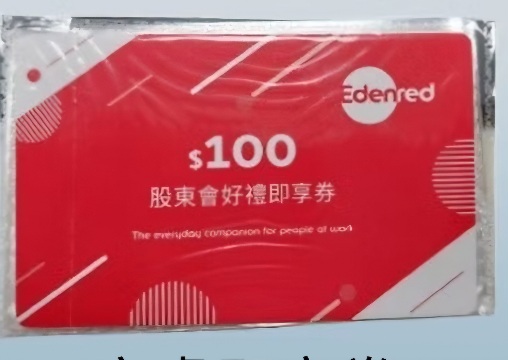 Edenred
$100
股東會好禮即享券
The everyday companion for people at work